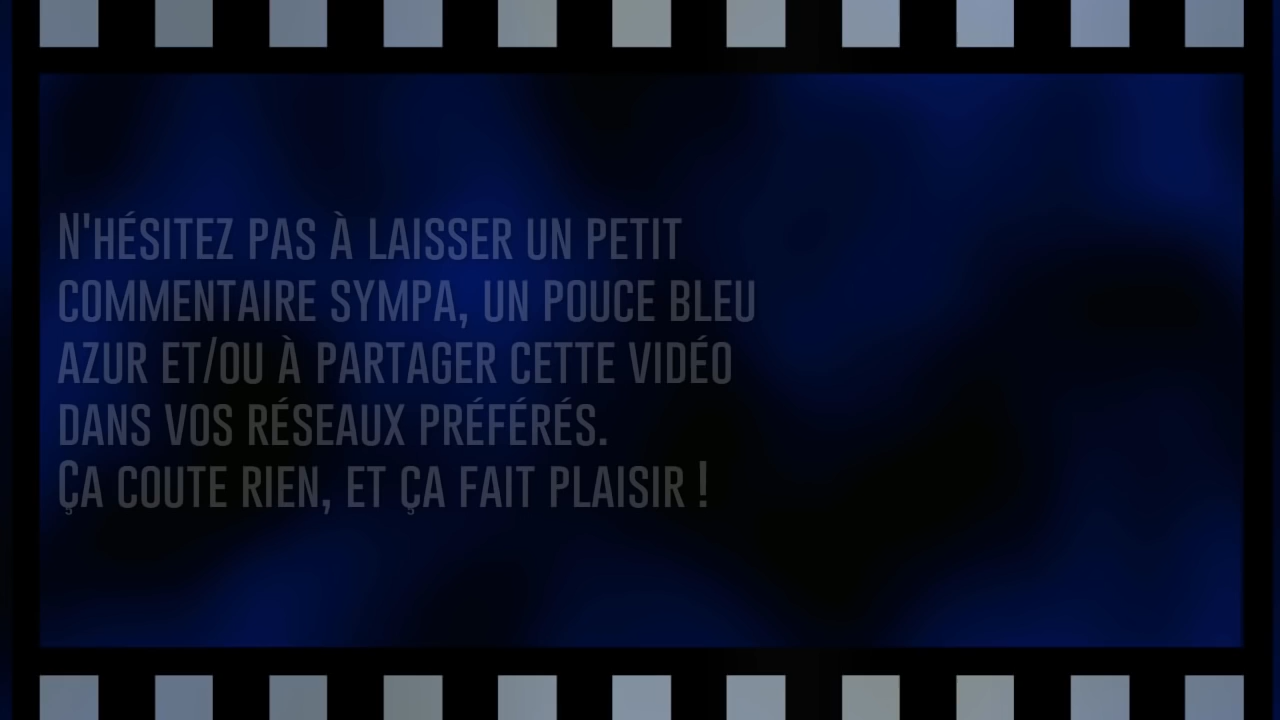 N'hésitez pas à laisser un petit
commentaire sympa, un pouce bleu
azur et/ou à partager cette vidéo
dans vos réseaux préférés.
Ça coute rien, et ça fait plaisir !